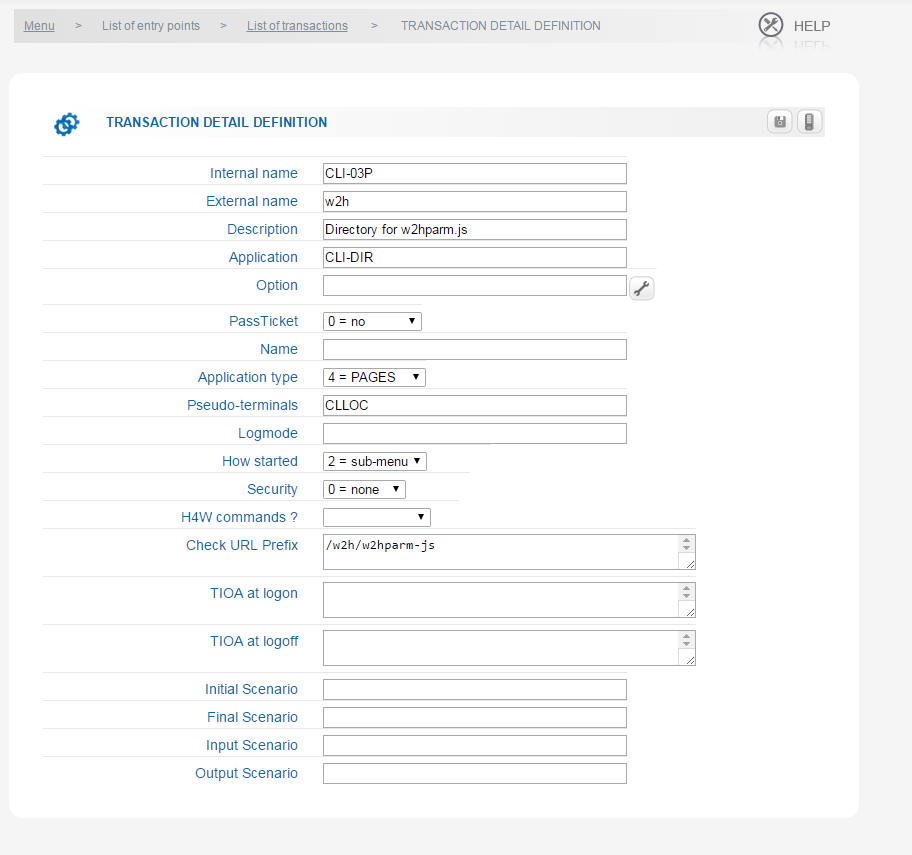 Menu > List of entry points > List of transactions > TRANSACTION DETAIL DEFINITION HELP
TRANSACTION DETAIL DEFINITION
Internal name CLI-03P
External name w2h
Description Directory for w2hparm.js
Application CLI-DIR
Option
PassTicket 0 = no
Name
Application type 4 = PAGES
Pseudo-terminals CLLOC
Logmode
How started 2 = sub-menu
Security 0 = none
H4W commands ?
Check URL Prefix /w2h/w2hparm-js
TIOA at logon
TIOA at logoff
Initial Scenario
Final Scenario
Input Scenario
Output Scenario